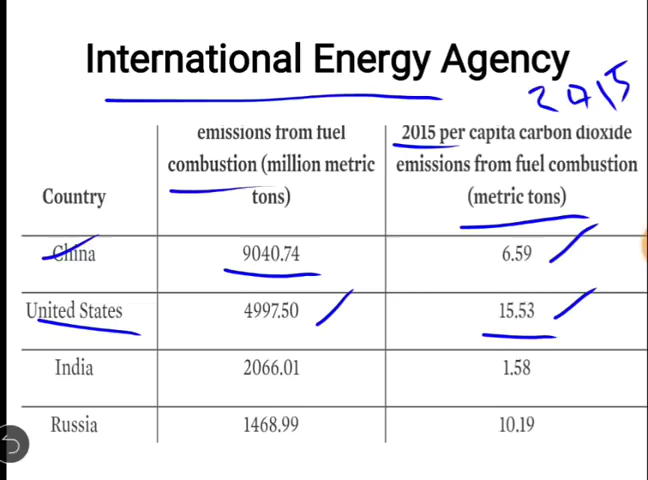 International Energy Agency
2015
Country
emissions from fuel
combustion (million metric
tons)
2015 per capita carbon dioxide
emissions from fuel combustion
(metric tons)
China 9040.74 6.59
United States 4997.50 15.53
India 2066.01 1.58
Russia 1468.99 10.19